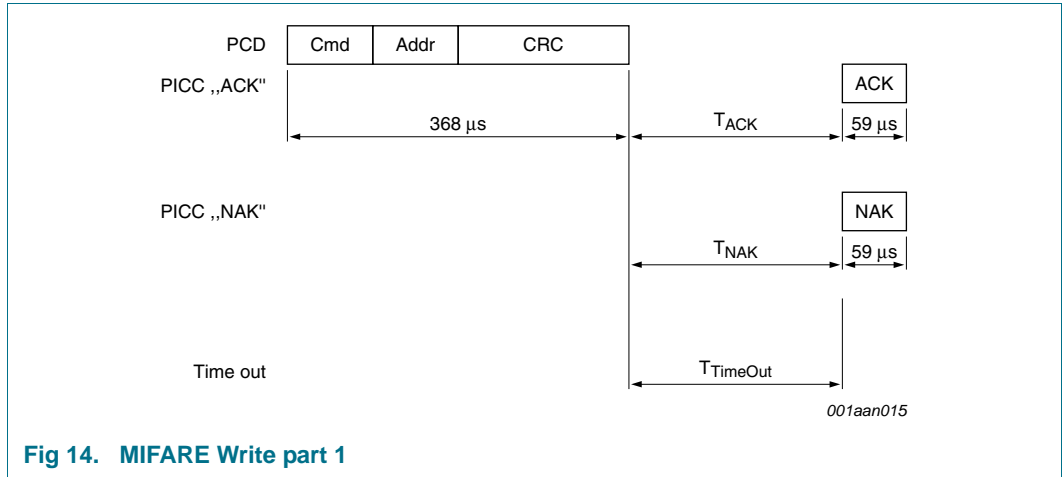 PCD Cmd Addr CRC
PICC ,,ACK" ACK
368 μs TACK 59 μs
PICC ,,NAK" NAK
TNAK 59 μs
Time out TTimeOut
001aan015
Fig 14. MIFARE Write part 1